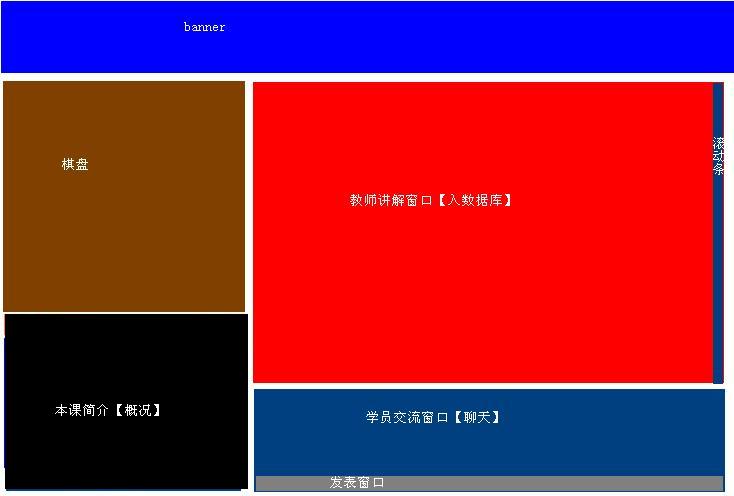 banner
棋盘
教师讲解窗口【入数据库】
滚动条
本课简介【概况】
学员交流窗口【聊天】
发表窗口